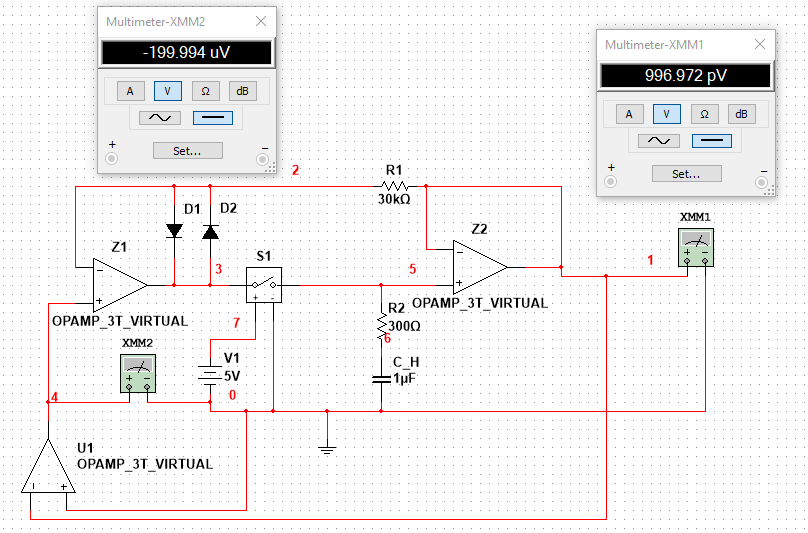 Multimeter-XMM2
-199.994 uV
A V Ω dB
+ −
Set...
Multimeter-XMM1
996.972 pV
A V Ω dB
+ −
Set...
2
R1
30kΩ
D1 D2
Z1
−
+
OPAMP_3T_VIRTUAL
3
S1
+ -
5
Z2
−
+
OPAMP_3T_VIRTUAL
1
XMM1
+ −
7
R2
300Ω
6
XMM2
+ −
V1
5V
0
C_H
1µF
4
U1
OPAMP_3T_VIRTUAL
− +